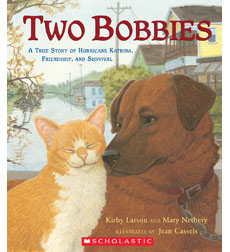 TWO BOBBIES
A TRUE STORY OF HURRICANE KATRINA,
FRIENDSHIP, AND SURVIVAL
Kirby Larson AND Mary Nethery
ILLUSTRATED BY Jean Cassels
SCHOLASTIC